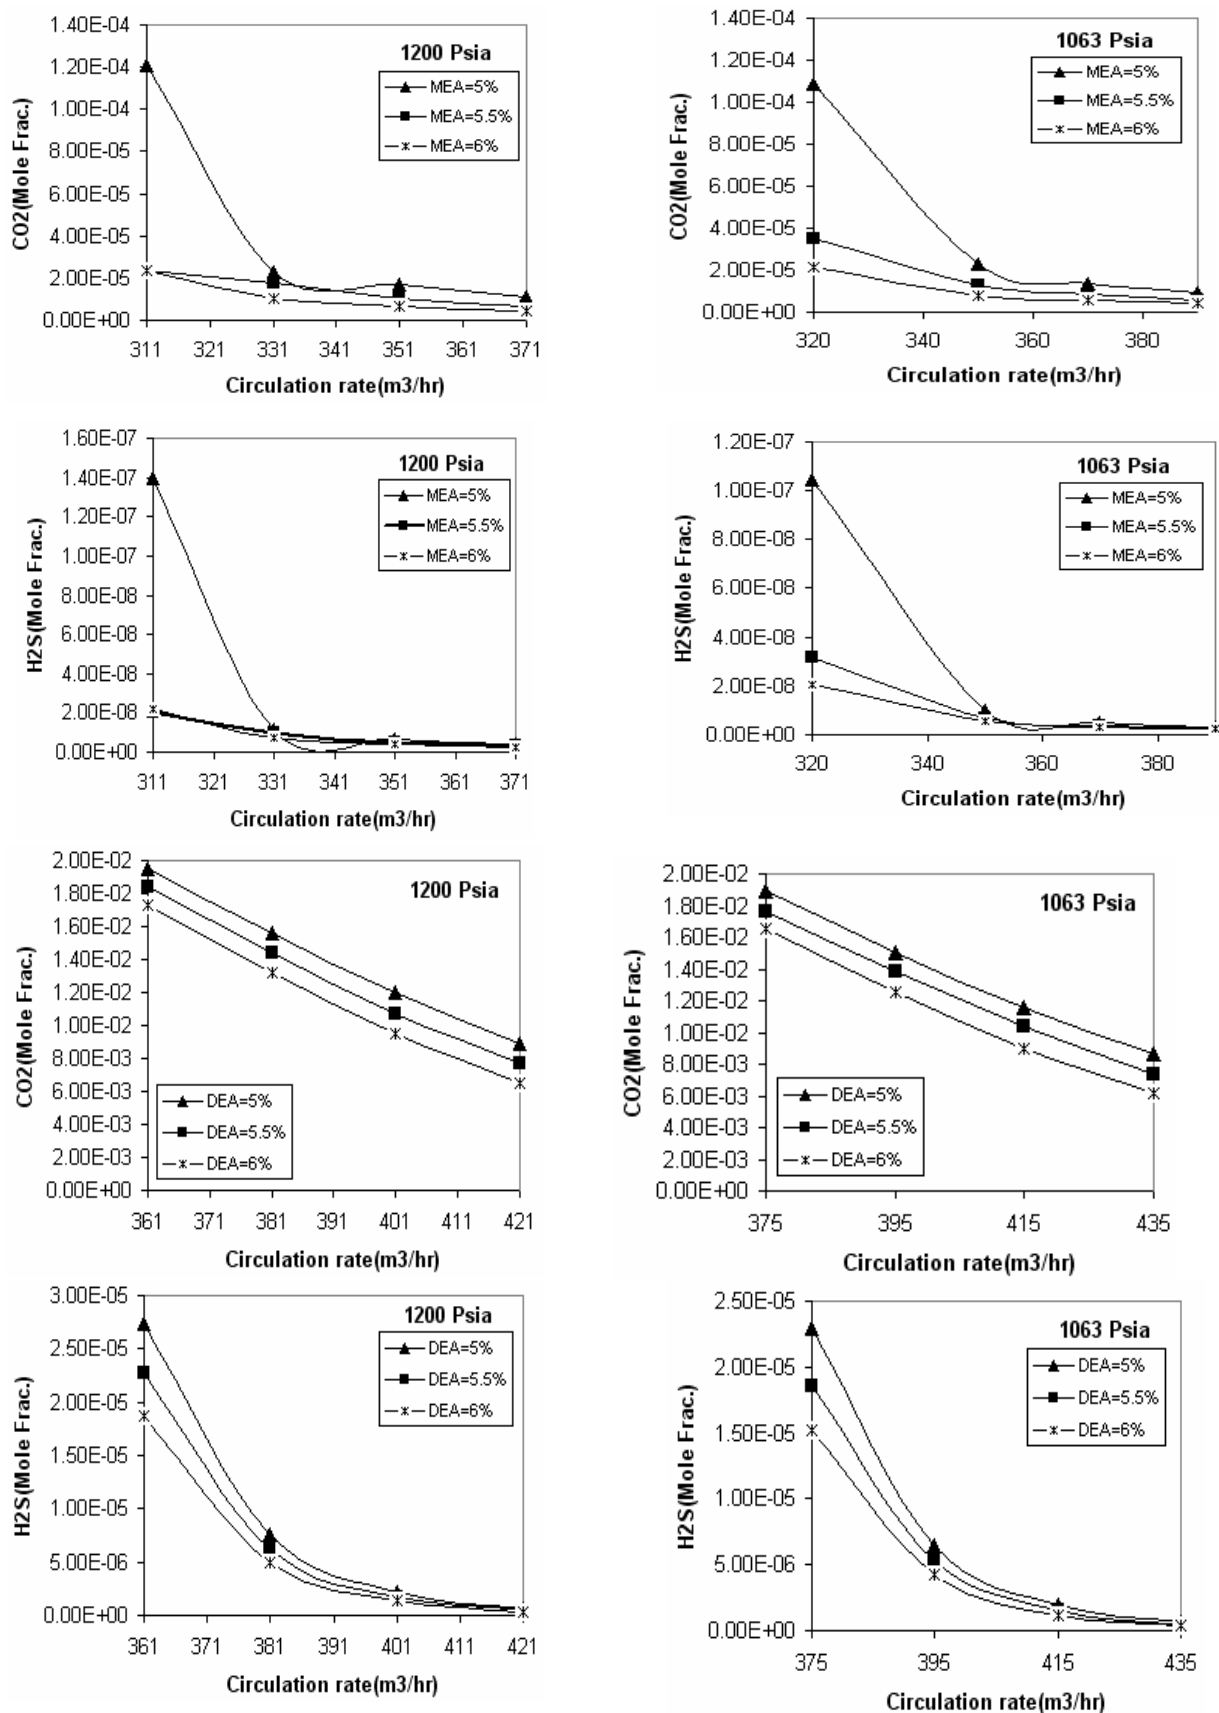 1200 Psia
MEA=5%
MEA=5.5%
MEA=6%
CO2(Mole Frac.)
1.40E-04
1.20E-04
1.00E-04
8.00E-05
6.00E-05
4.00E-05
2.00E-05
0.00E+00
311 321 331 341 351 361 371
Circulation rate(m3/hr)
1063 Psia
MEA=5%
MEA=5.5%
MEA=6%
CO2(Mole Frac.)
1.40E-04
1.20E-04
1.00E-04
8.00E-05
6.00E-05
4.00E-05
2.00E-05
0.00E+00
320 340 360 380
Circulation rate(m3/hr)
1200 Psia
MEA=5%
MEA=5.5%
MEA=6%
H2S(Mole Frac.)
1.60E-07
1.40E-07
1.20E-07
1.00E-07
8.00E-08
6.00E-08
4.00E-08
2.00E-08
0.00E+00
311 321 331 341 351 361 371
Circulation rate(m3/hr)
1063 Psia
MEA=5%
MEA=5.5%
MEA=6%
H2S(Mole Frac.)
1.20E-07
1.00E-07
8.00E-08
6.00E-08
4.00E-08
2.00E-08
0.00E+00
320 340 360 380
Circulation rate(m3/hr)
1200 Psia
DEA=5%
DEA=5.5%
DEA=6%
CO2(Mole Frac.)
2.00E-02
1.80E-02
1.60E-02
1.40E-02
1.20E-02
1.00E-02
8.00E-03
6.00E-03
4.00E-03
2.00E-03
0.00E+00
361 371 381 391 401 411 421
Circulation rate(m3/hr)
1063 Psia
DEA=5%
DEA=5.5%
DEA=6%
CO2(Mole Frac.)
2.00E-02
1.80E-02
1.60E-02
1.40E-02
1.20E-02
1.00E-02
8.00E-03
6.00E-03
4.00E-03
2.00E-03
0.00E+00
375 395 415 435
Circulation rate(m3/hr)
1200 Psia
DEA=5%
DEA=5.5%
DEA=6%
H2S(Mole Frac.)
3.00E-05
2.50E-05
2.00E-05
1.50E-05
1.00E-05
5.00E-06
0.00E+00
361 371 381 391 401 411 421
Circulation rate(m3/hr)
1063 Psia
DEA=5%
DEA=5.5%
DEA=6%
H2S(Mole Frac.)
2.50E-05
2.00E-05
1.50E-05
1.00E-05
5.00E-06
0.00E+00
375 395 415 435
Circulation rate(m3/hr)